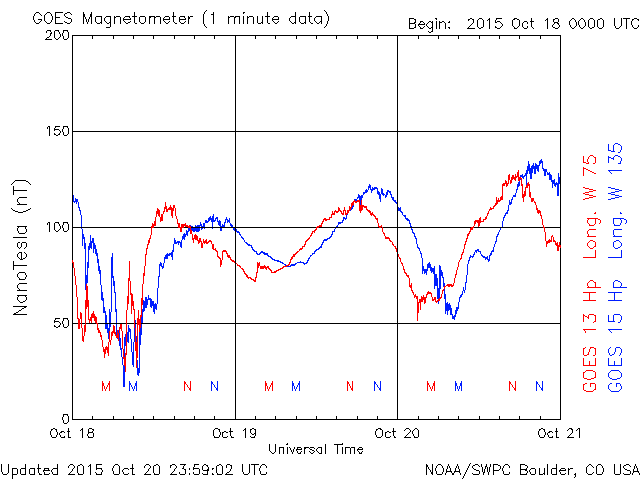 GOES Magnetometer (1 minute data)
Begin: 2015 Oct 18 0000 UTC
200
150
100
50
0
NanoTesla (nT)
M M N N M M N N M M N N
Oct 18 Oct 19 Oct 20 Oct 21
Universal Time
GOES 13 Hp Long. W 75
GOES 15 Hp Long. W 135
Updated 2015 Oct 20 23:59:02 UTC
NOAA/SWPC Boulder, CO USA